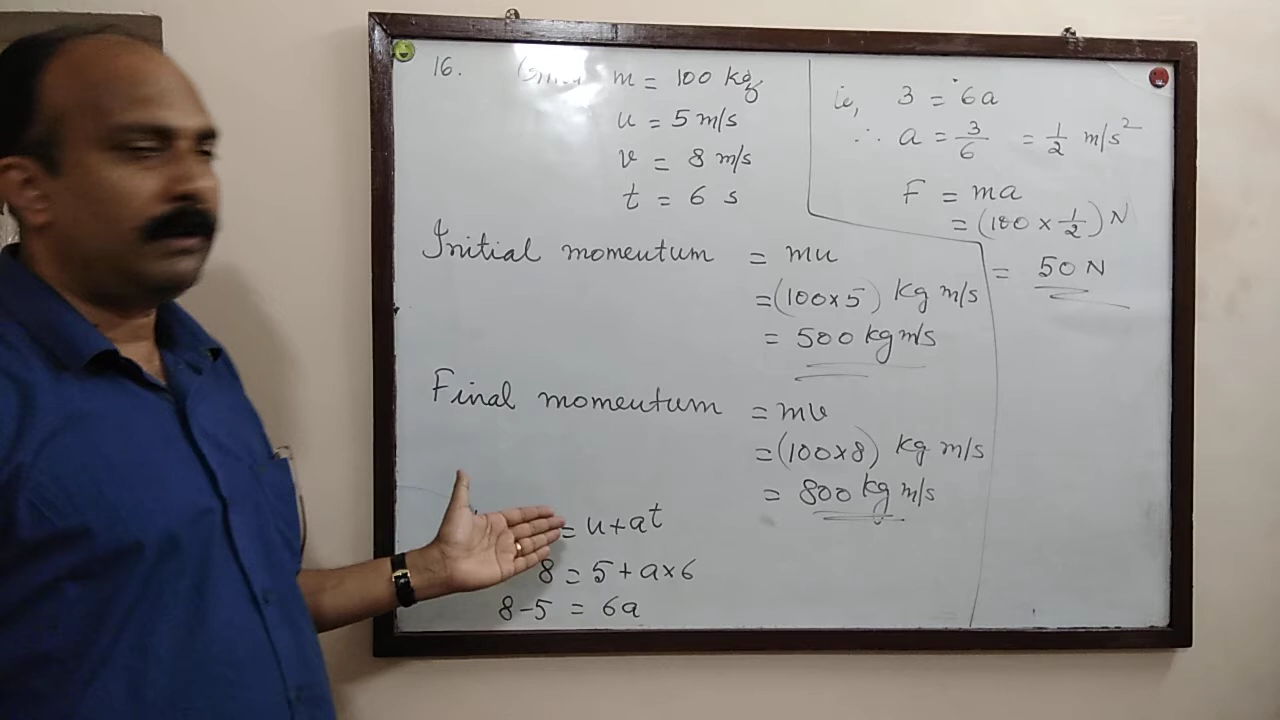 16. m = 100 kg
u = 5 m/s
v = 8 m/s
t = 6 s
Initial momentum = mu
= (100×5) kg m/s
= 500 kg m/s
Final momentum = mv
= (100×8) kg m/s
= 800 kg m/s
= u+at
8 = 5+a×6
8-5 = 6a
ie, 3 = 6a
∴ a = 3/6 = 1/2 m/s²
F = ma
= (100 × 1/2) N
= 50 N